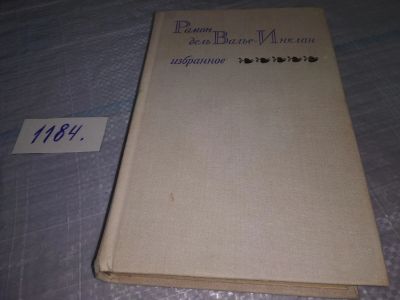 Рамон
дель Валье-Инклан
избранное
1184.